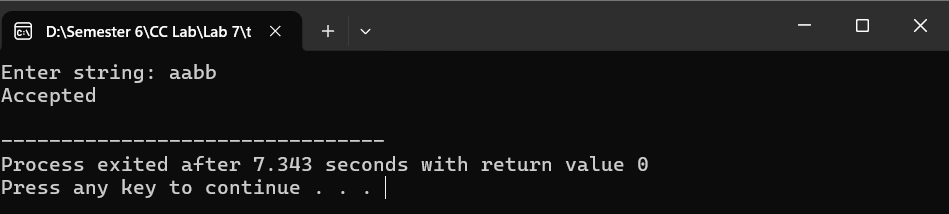 D:\Semester 6\CC Lab\Lab 7\t
Enter string: aabb
Accepted
--------------------------------
Process exited after 7.343 seconds with return value 0
Press any key to continue . . .